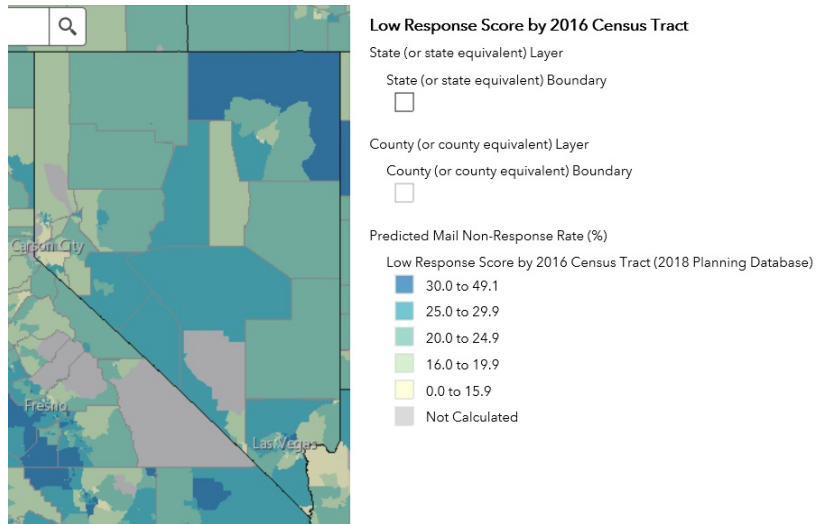 Low Response Score by 2016 Census Tract
State (or state equivalent) Layer
State (or state equivalent) Boundary
County (or county equivalent) Layer
County (or county equivalent) Boundary
Predicted Mail Non-Response Rate (%)
Low Response Score by 2016 Census Tract (2018 Planning Database)
30.0 to 49.1
25.0 to 29.9
20.0 to 24.9
16.0 to 19.9
0.0 to 15.9
Not Calculated
Carson City
Fresno
Las Vegas